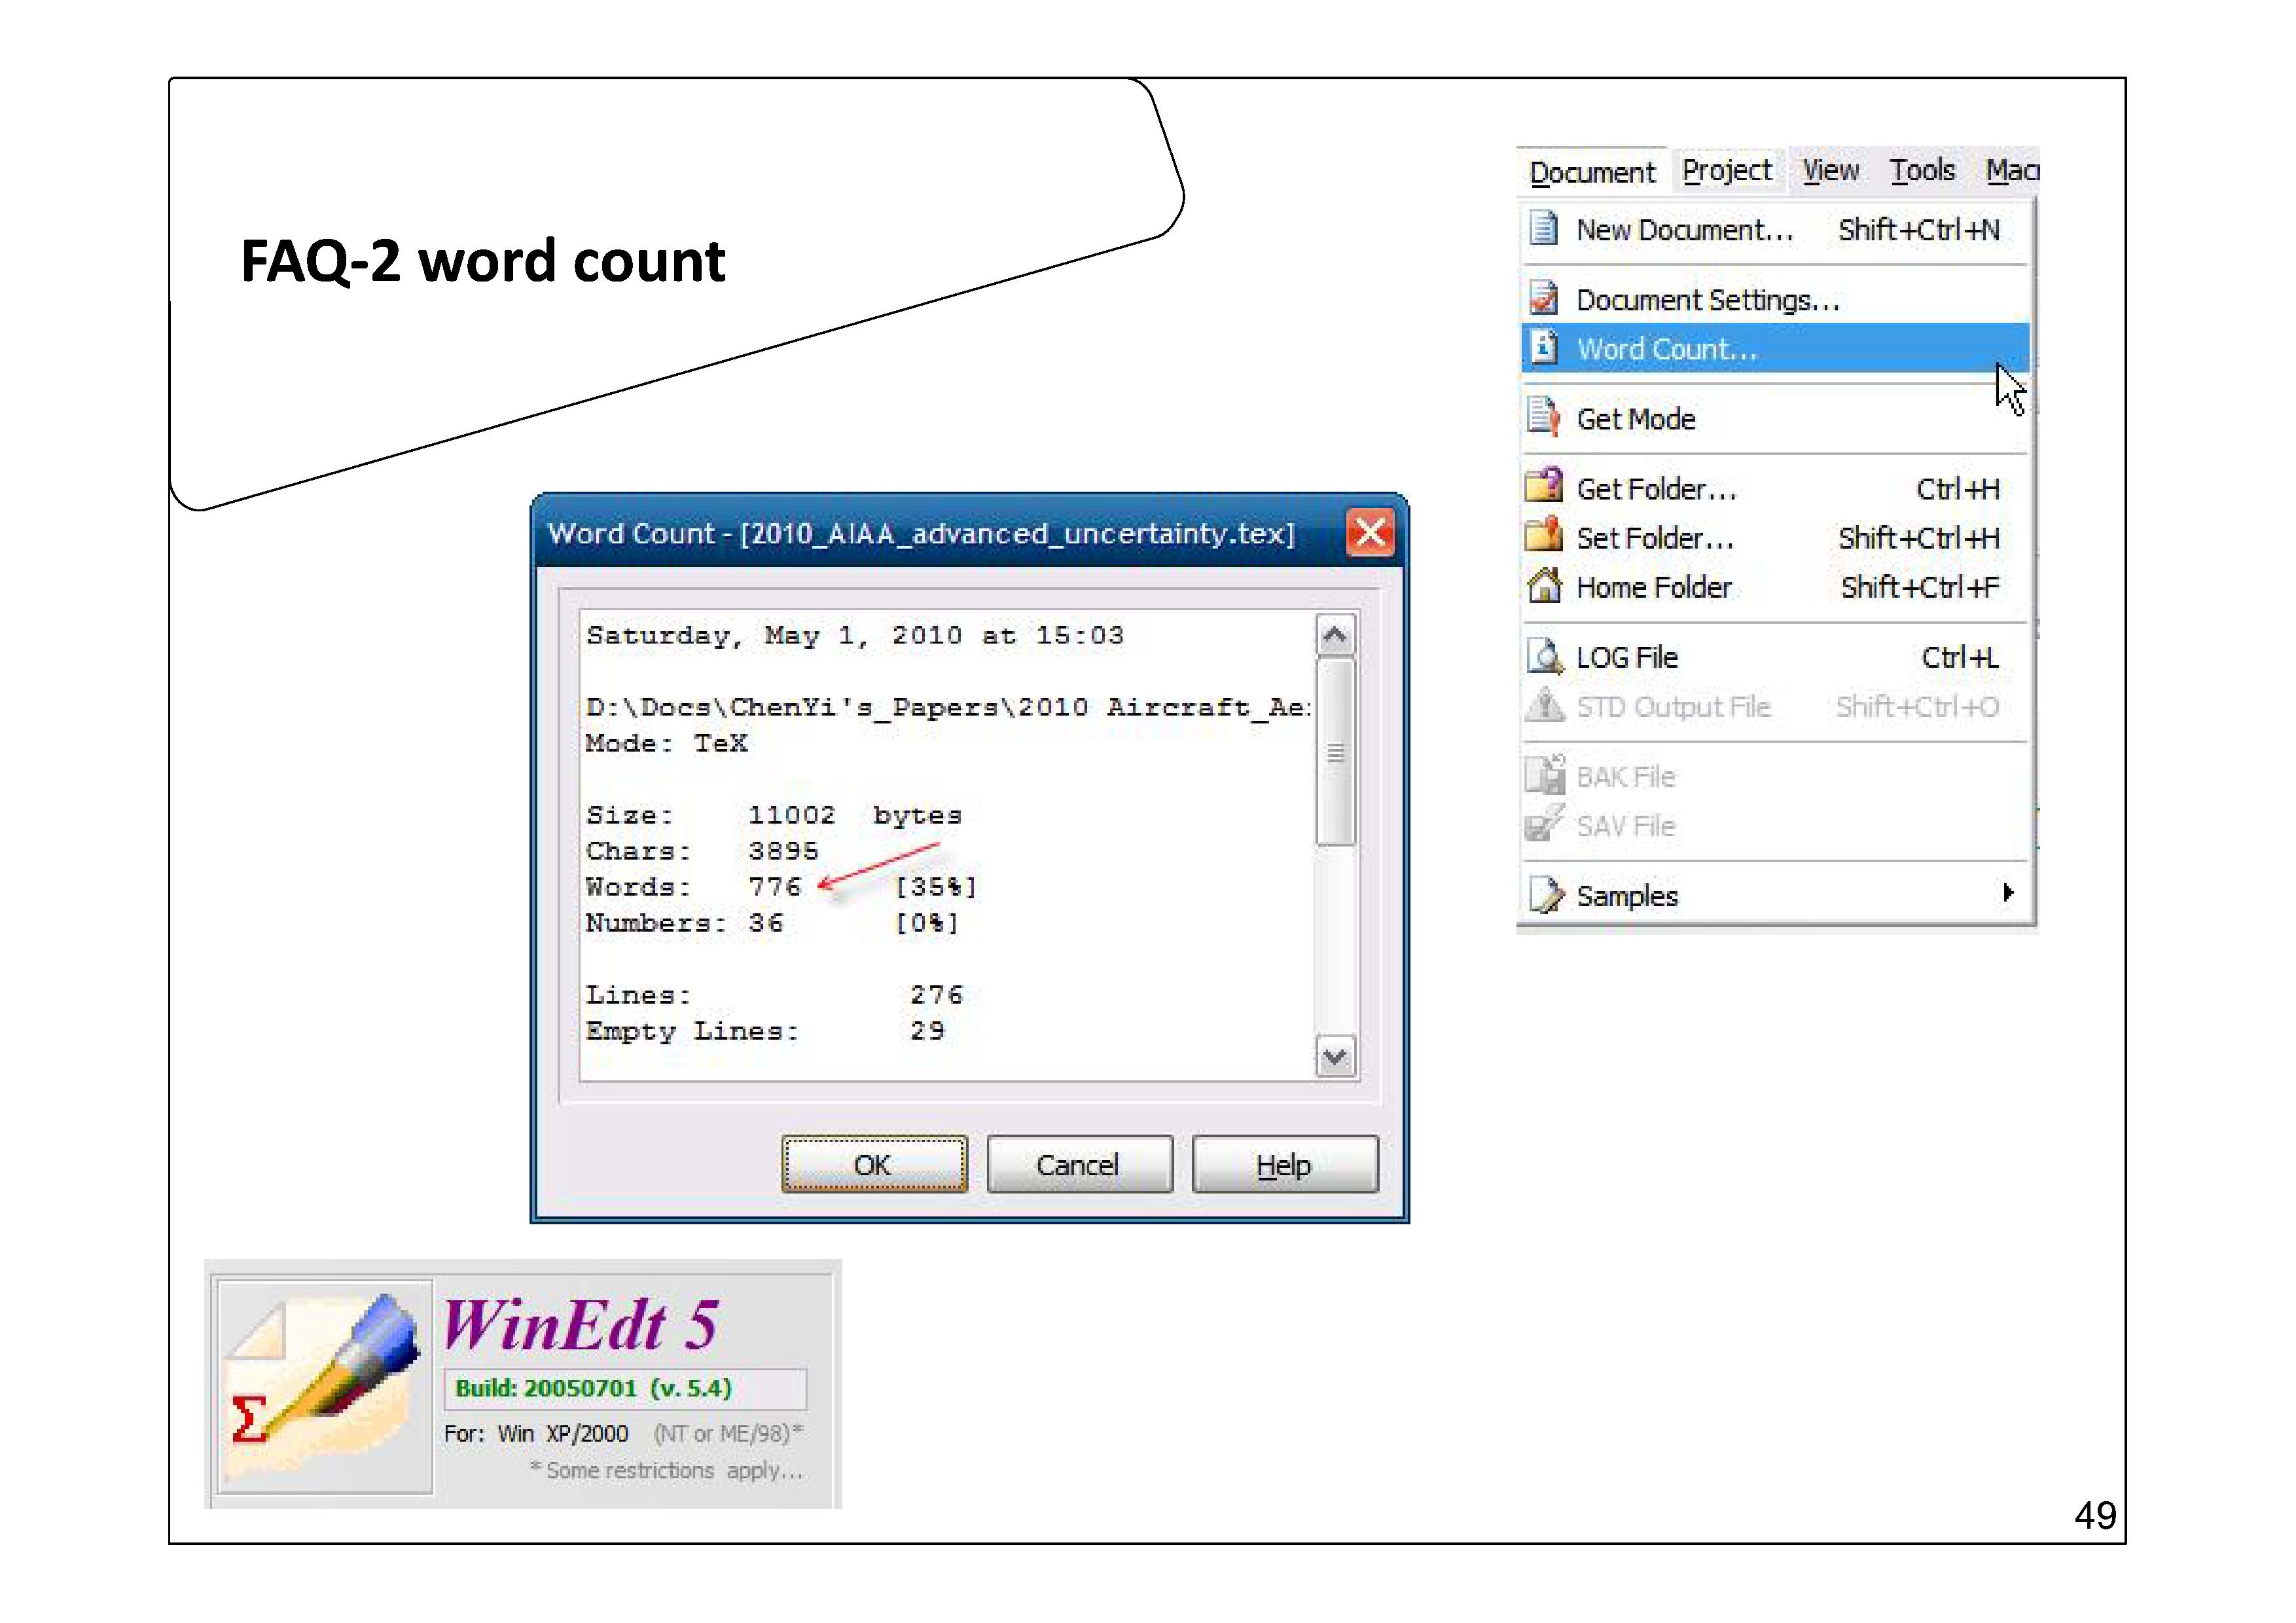 FAQ-2 word count
Document Project View Tools Mac
New Document... Shift+Ctrl+N
Document Settings...
Word Count...
Get Mode
Get Folder... Ctrl+H
Set Folder... Shift+Ctrl+H
Home Folder Shift+Ctrl+F
LOG File Ctrl+L
STD Output File Shift+Ctrl+O
BAK File
SAV File
Samples
Word Count - [2010_AIAA_advanced_uncertainty.tex]
Saturday, May 1, 2010 at 15:03
D:\Docs\ChenYi's_Papers\2010 Aircraft_Ae
Mode: TeX
Size: 11002 bytes
Chars: 3895
Words: 776 [35%]
Numbers: 36 [0%]
Lines: 276
Empty Lines: 29
OK Cancel Help
WinEdt 5
Build: 20050701 (v. 5.4)
For: Win XP/2000 (NT or ME/98)*
* Some restrictions apply...
Σ
49